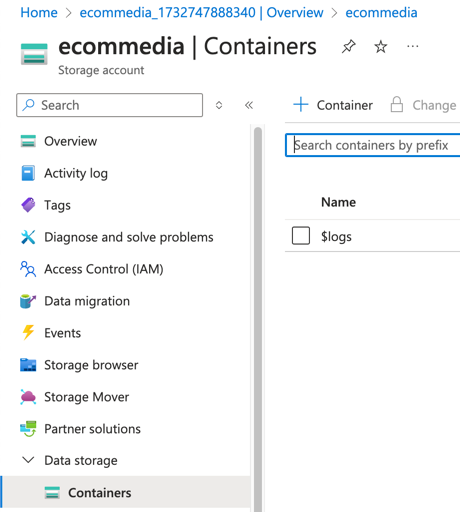 Home > ecommedia_1732747888340 | Overview > ecommedia
ecommedia | Containers
Storage account
Search
Container
Change
Search containers by prefix
Overview
Activity log
Tags
Diagnose and solve problems
Access Control (IAM)
Data migration
Events
Storage browser
Storage Mover
Partner solutions
Data storage
Containers
Name
$logs